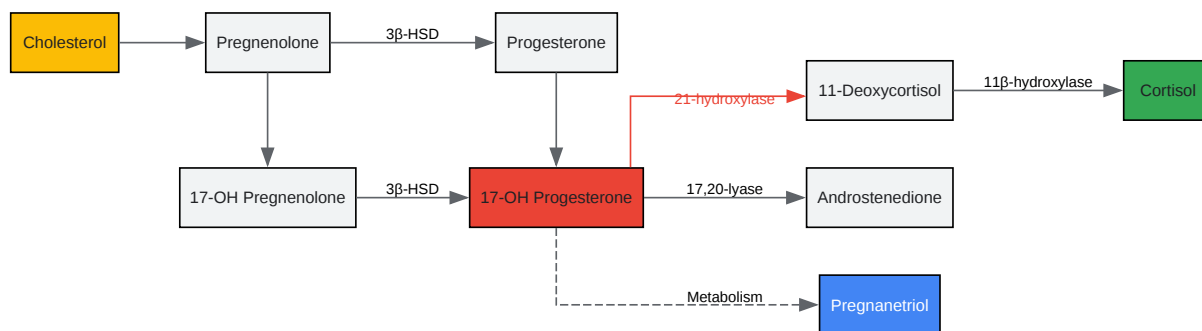 Cholesterol
Pregnenolone
3β-HSD
Progesterone
21-hydroxylase
11-Deoxycortisol
11β-hydroxylase
Cortisol
17-OH Pregnenolone
3β-HSD
17-OH Progesterone
17,20-lyase
Androstenedione
Metabolism
Pregnanetriol